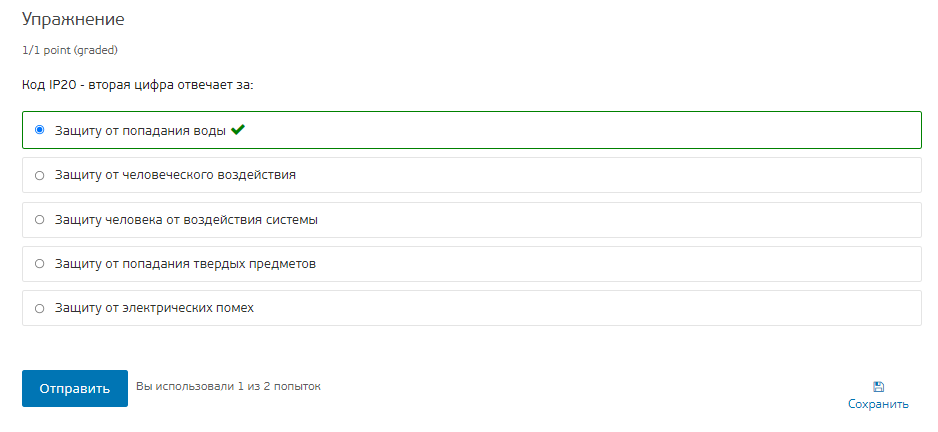 Упражнение
1/1 point (graded)
Код IP20 - вторая цифра отвечает за:
Защиту от попадания воды
Защиту от человеческого воздействия
Защиту человека от воздействия системы
Защиту от попадания твердых предметов
Защиту от электрических помех
Отправить
Вы использовали 1 из 2 попыток
Сохранить